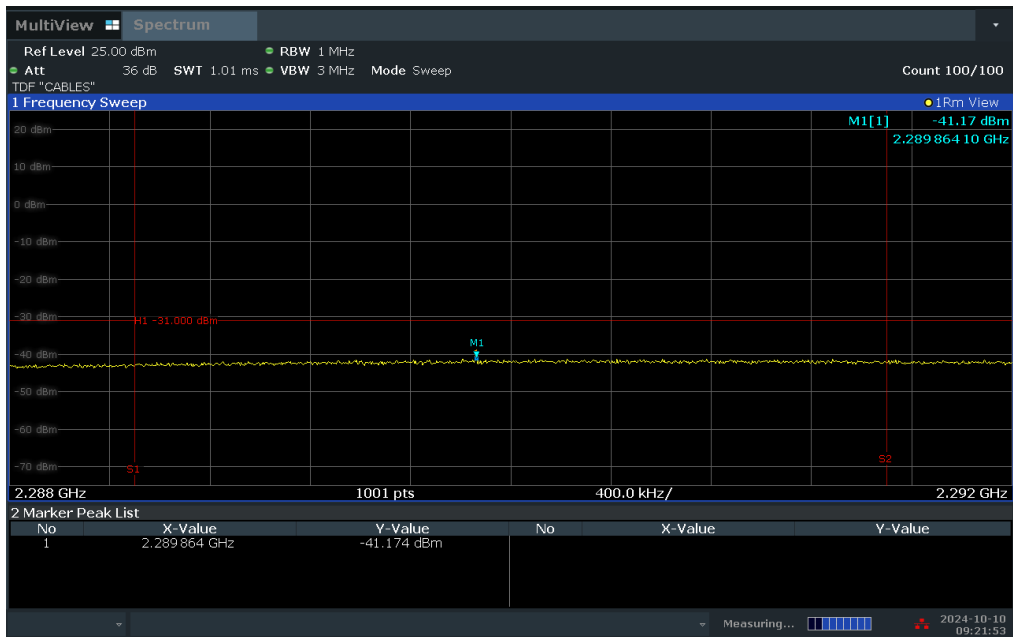 MultiView Spectrum
Ref Level 25.00 dBm RBW 1 MHz
Att 36 dB SWT 1.01 ms VBW 3 MHz Mode Sweep Count 100/100
TDF "CABLES"
1 Frequency Sweep 1Rm View
M1[1] -41.17 dBm
2.289 864 10 GHz
20 dBm
10 dBm
0 dBm
-10 dBm
-20 dBm
-30 dBm
H1 -31.000 dBm
M1
-40 dBm
-50 dBm
-60 dBm
-70 dBm
S1
S2
2.288 GHz 1001 pts 400.0 kHz/ 2.292 GHz
2 Marker Peak List
No X-Value Y-Value No X-Value Y-Value
1 2.289 864 GHz -41.174 dBm
Measuring... 2024-10-10
09:21:53